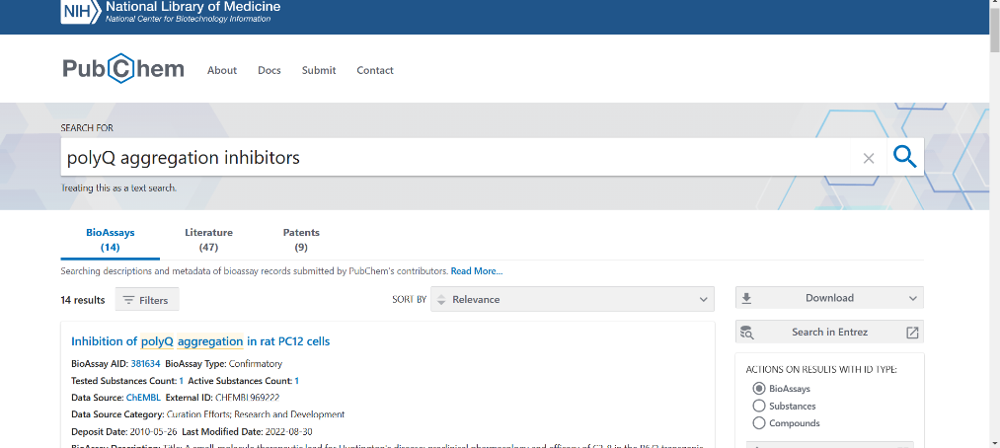 NIH National Library of Medicine
National Center for Biotechnology Information
PubChem About Docs Submit Contact
SEARCH FOR
polyQ aggregation inhibitors
Treating this as a text search.
BioAssays Literature Patents
(14) (47) (9)
Searching descriptions and metadata of bioassay records submitted by PubChem's contributors. Read More...
14 results Filters SORT BY Relevance Download
Search in Entrez
Inhibition of polyQ aggregation in rat PC12 cells
BioAssay AID: 381634 BioAssay Type: Confirmatory
Tested Substances Count: 1 Active Substances Count: 1
Data Source: ChEMBL External ID: CHEMBL969222
Data Source Category: Curation Efforts; Research and Development
Deposit Date: 2010-05-26 Last Modified Date: 2022-08-30
BioAssay Description: Title: A small-molecule therapeutic lead for Huntington's disease: preclinical pharmacology and efficacy of C2-8 in the R6/2 transgenic
ACTIONS ON RESULTS WITH ID TYPE:
BioAssays
Substances
Compounds